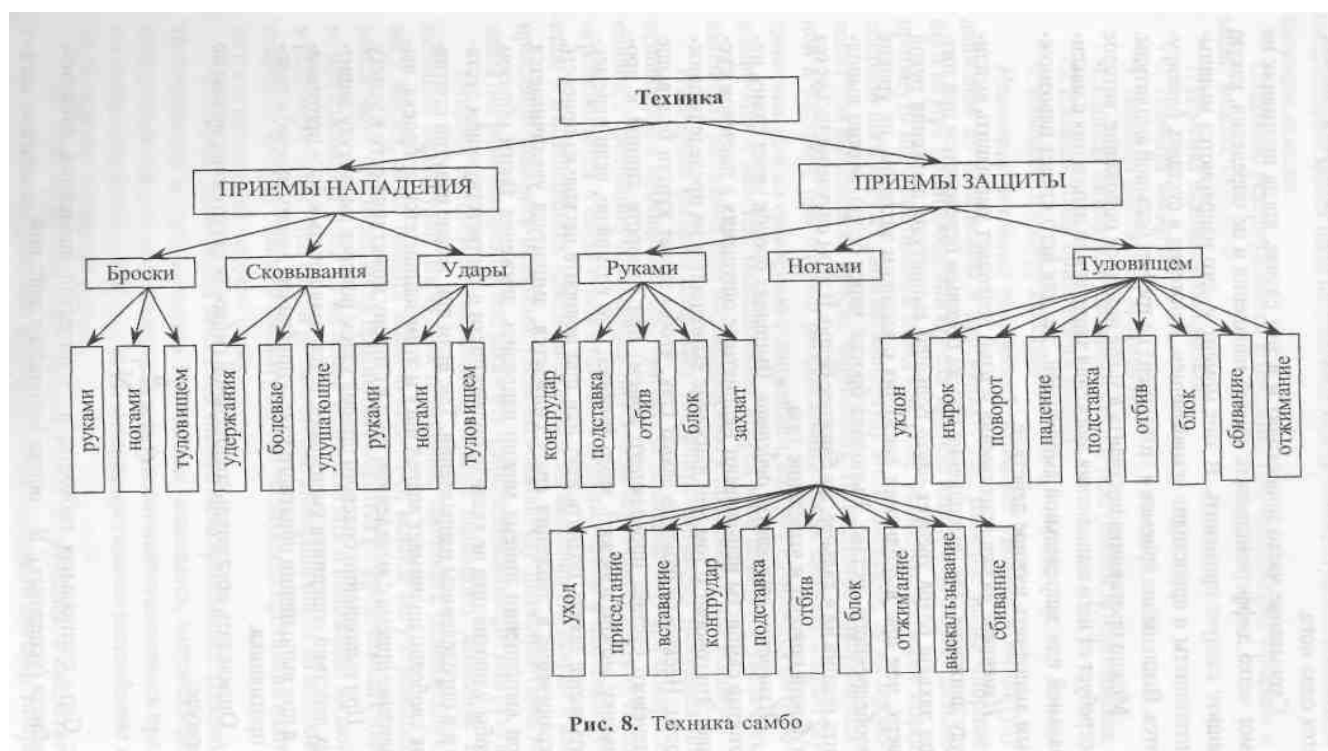 Техника
ПРИЕМЫ НАПАДЕНИЯ
ПРИЕМЫ ЗАЩИТЫ
Броски
Сковывания
Удары
Руками
Ногами
Туловищем
руками
ногами
туловищем
удержания
болевые
удушающие
руками
ногами
туловищем
контрудар
подставка
отбив
блок
захват
уклон
нырок
поворот
падение
подставка
отбив
блок
сбивание
отжимание
уход
приседание
вставание
контрудар
подставка
отбив
блок
отжимание
выскальзывание
сбивание
Рис. 8. Техника самбо